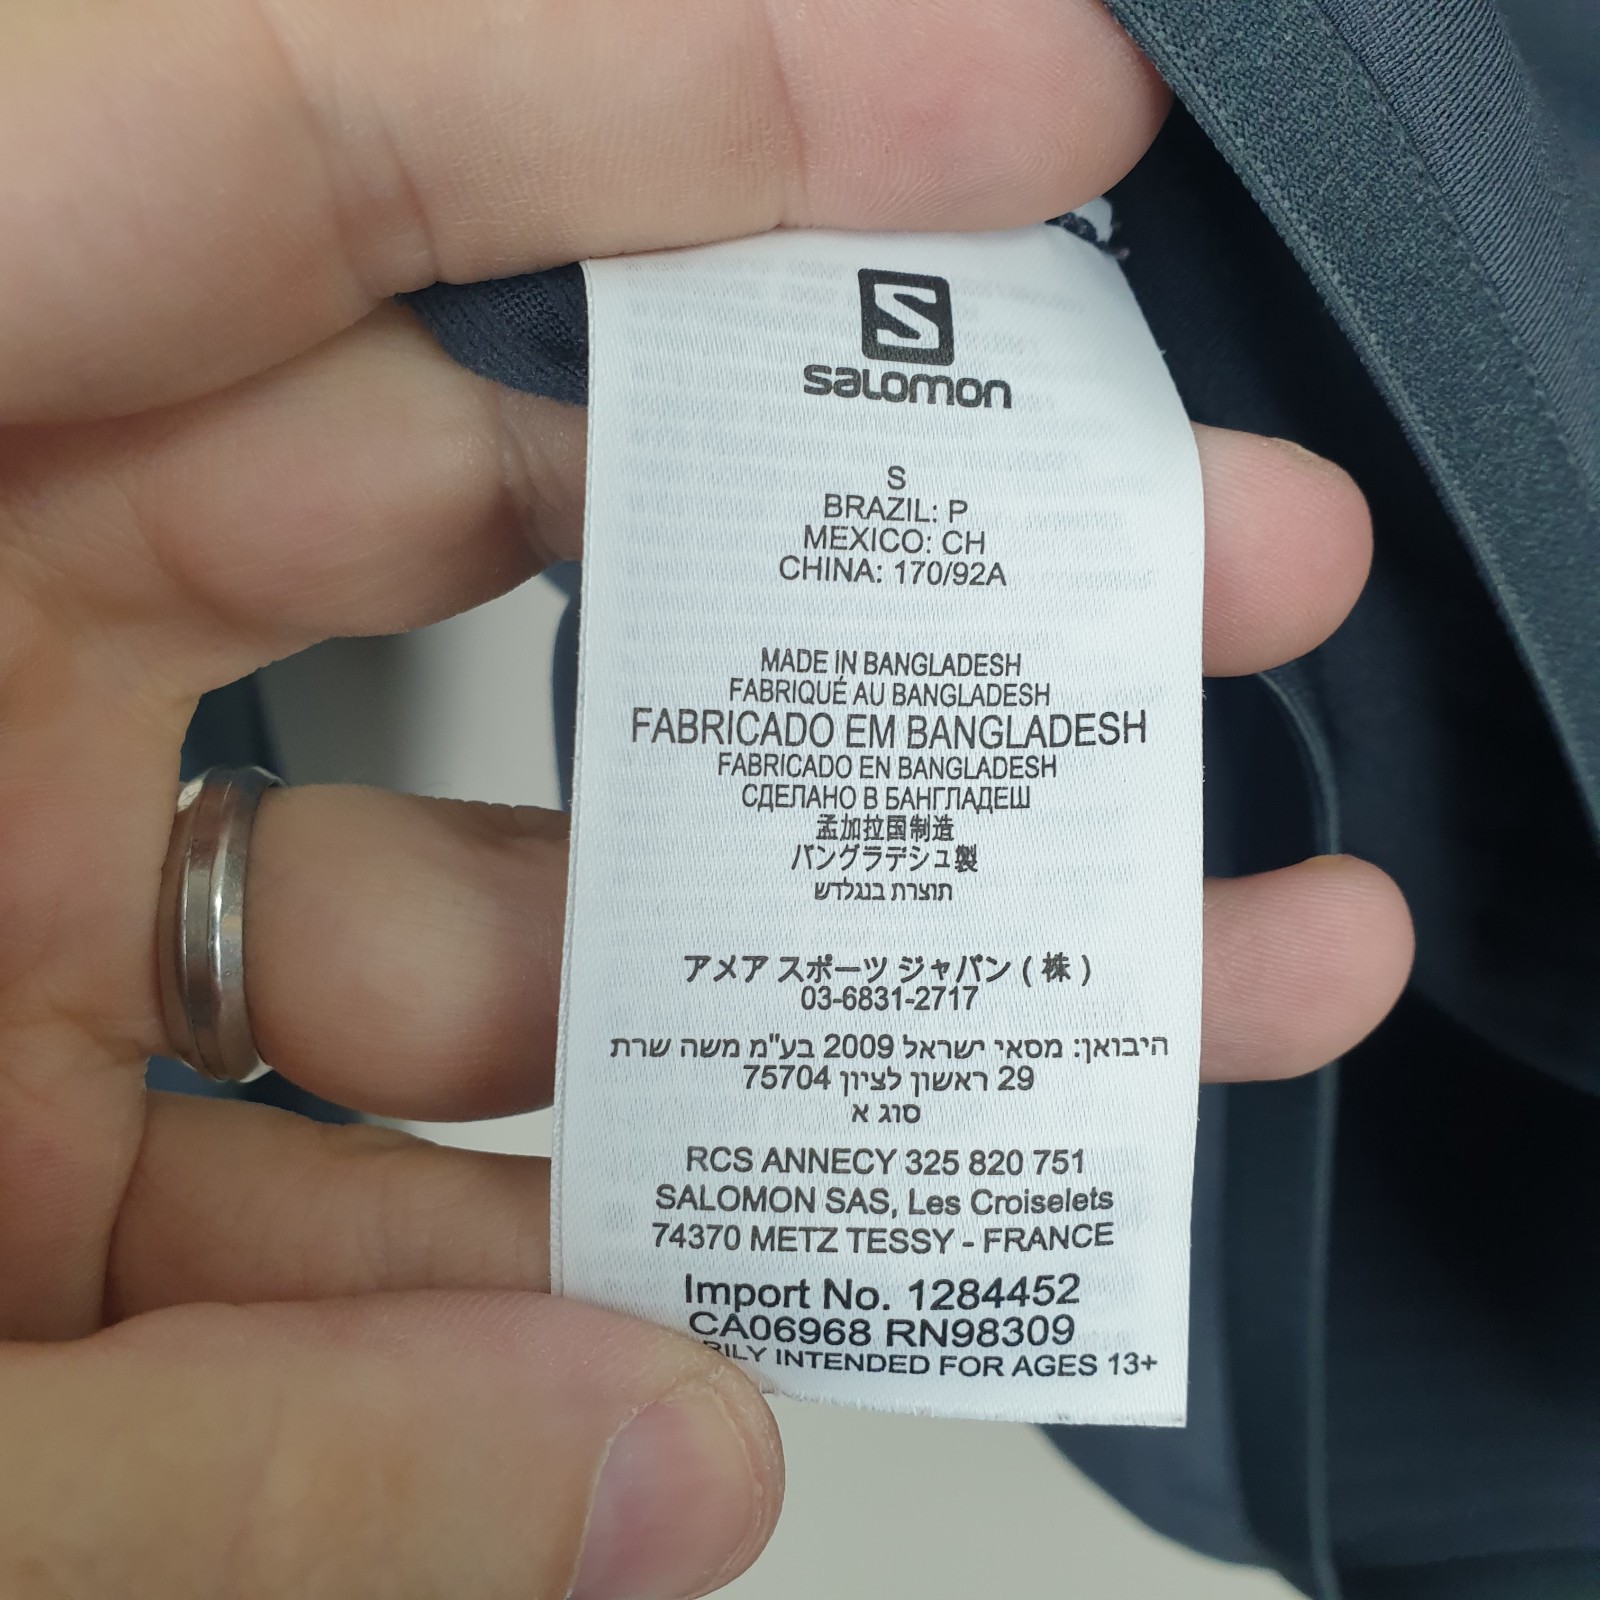 S
SALOMON
S
BRAZIL: P
MEXICO: CH
CHINA: 170/92A
MADE IN BANGLADESH
FABRIQUÉ AU BANGLADESH
FABRICADO EM BANGLADESH
FABRICADO EN BANGLADESH
СДЕЛАНО В БАНГЛАДЕШ
孟加拉国制造
バングラデシュ製
תוצרת בנגלדש
アメア スポーツ ジャパン ( 株 )
03-6831-2717
היבואן: מסאי ישראל 2009 בע"מ משה שרת
29 ראשון לציון 75704
סוג א
RCS ANNECY 325 820 751
SALOMON SAS, Les Croiselets
74370 METZ TESSY - FRANCE
Import No. 1284452
CA06968 RN98309
INTENDED FOR AGES 13+